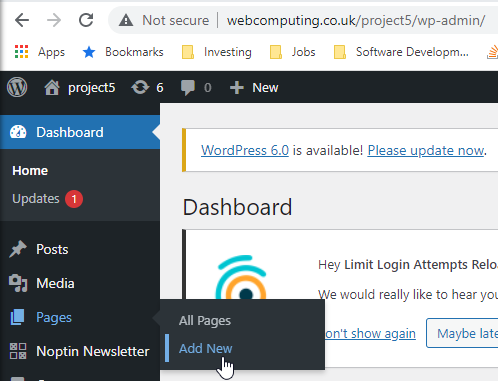 Not secure | webcomputing.co.uk/project5/wp-admin/
Apps Bookmarks Investing Jobs Software Developm...
project5 6 0 New
Dashboard
WordPress 6.0 is available! Please update now.
Home
Updates 1
Dashboard
Posts
Hey Limit Login Attempts Relo
Media
We would really like to hear you
Pages
All Pages
on't show again Maybe late
Add New
Noptin Newsletter